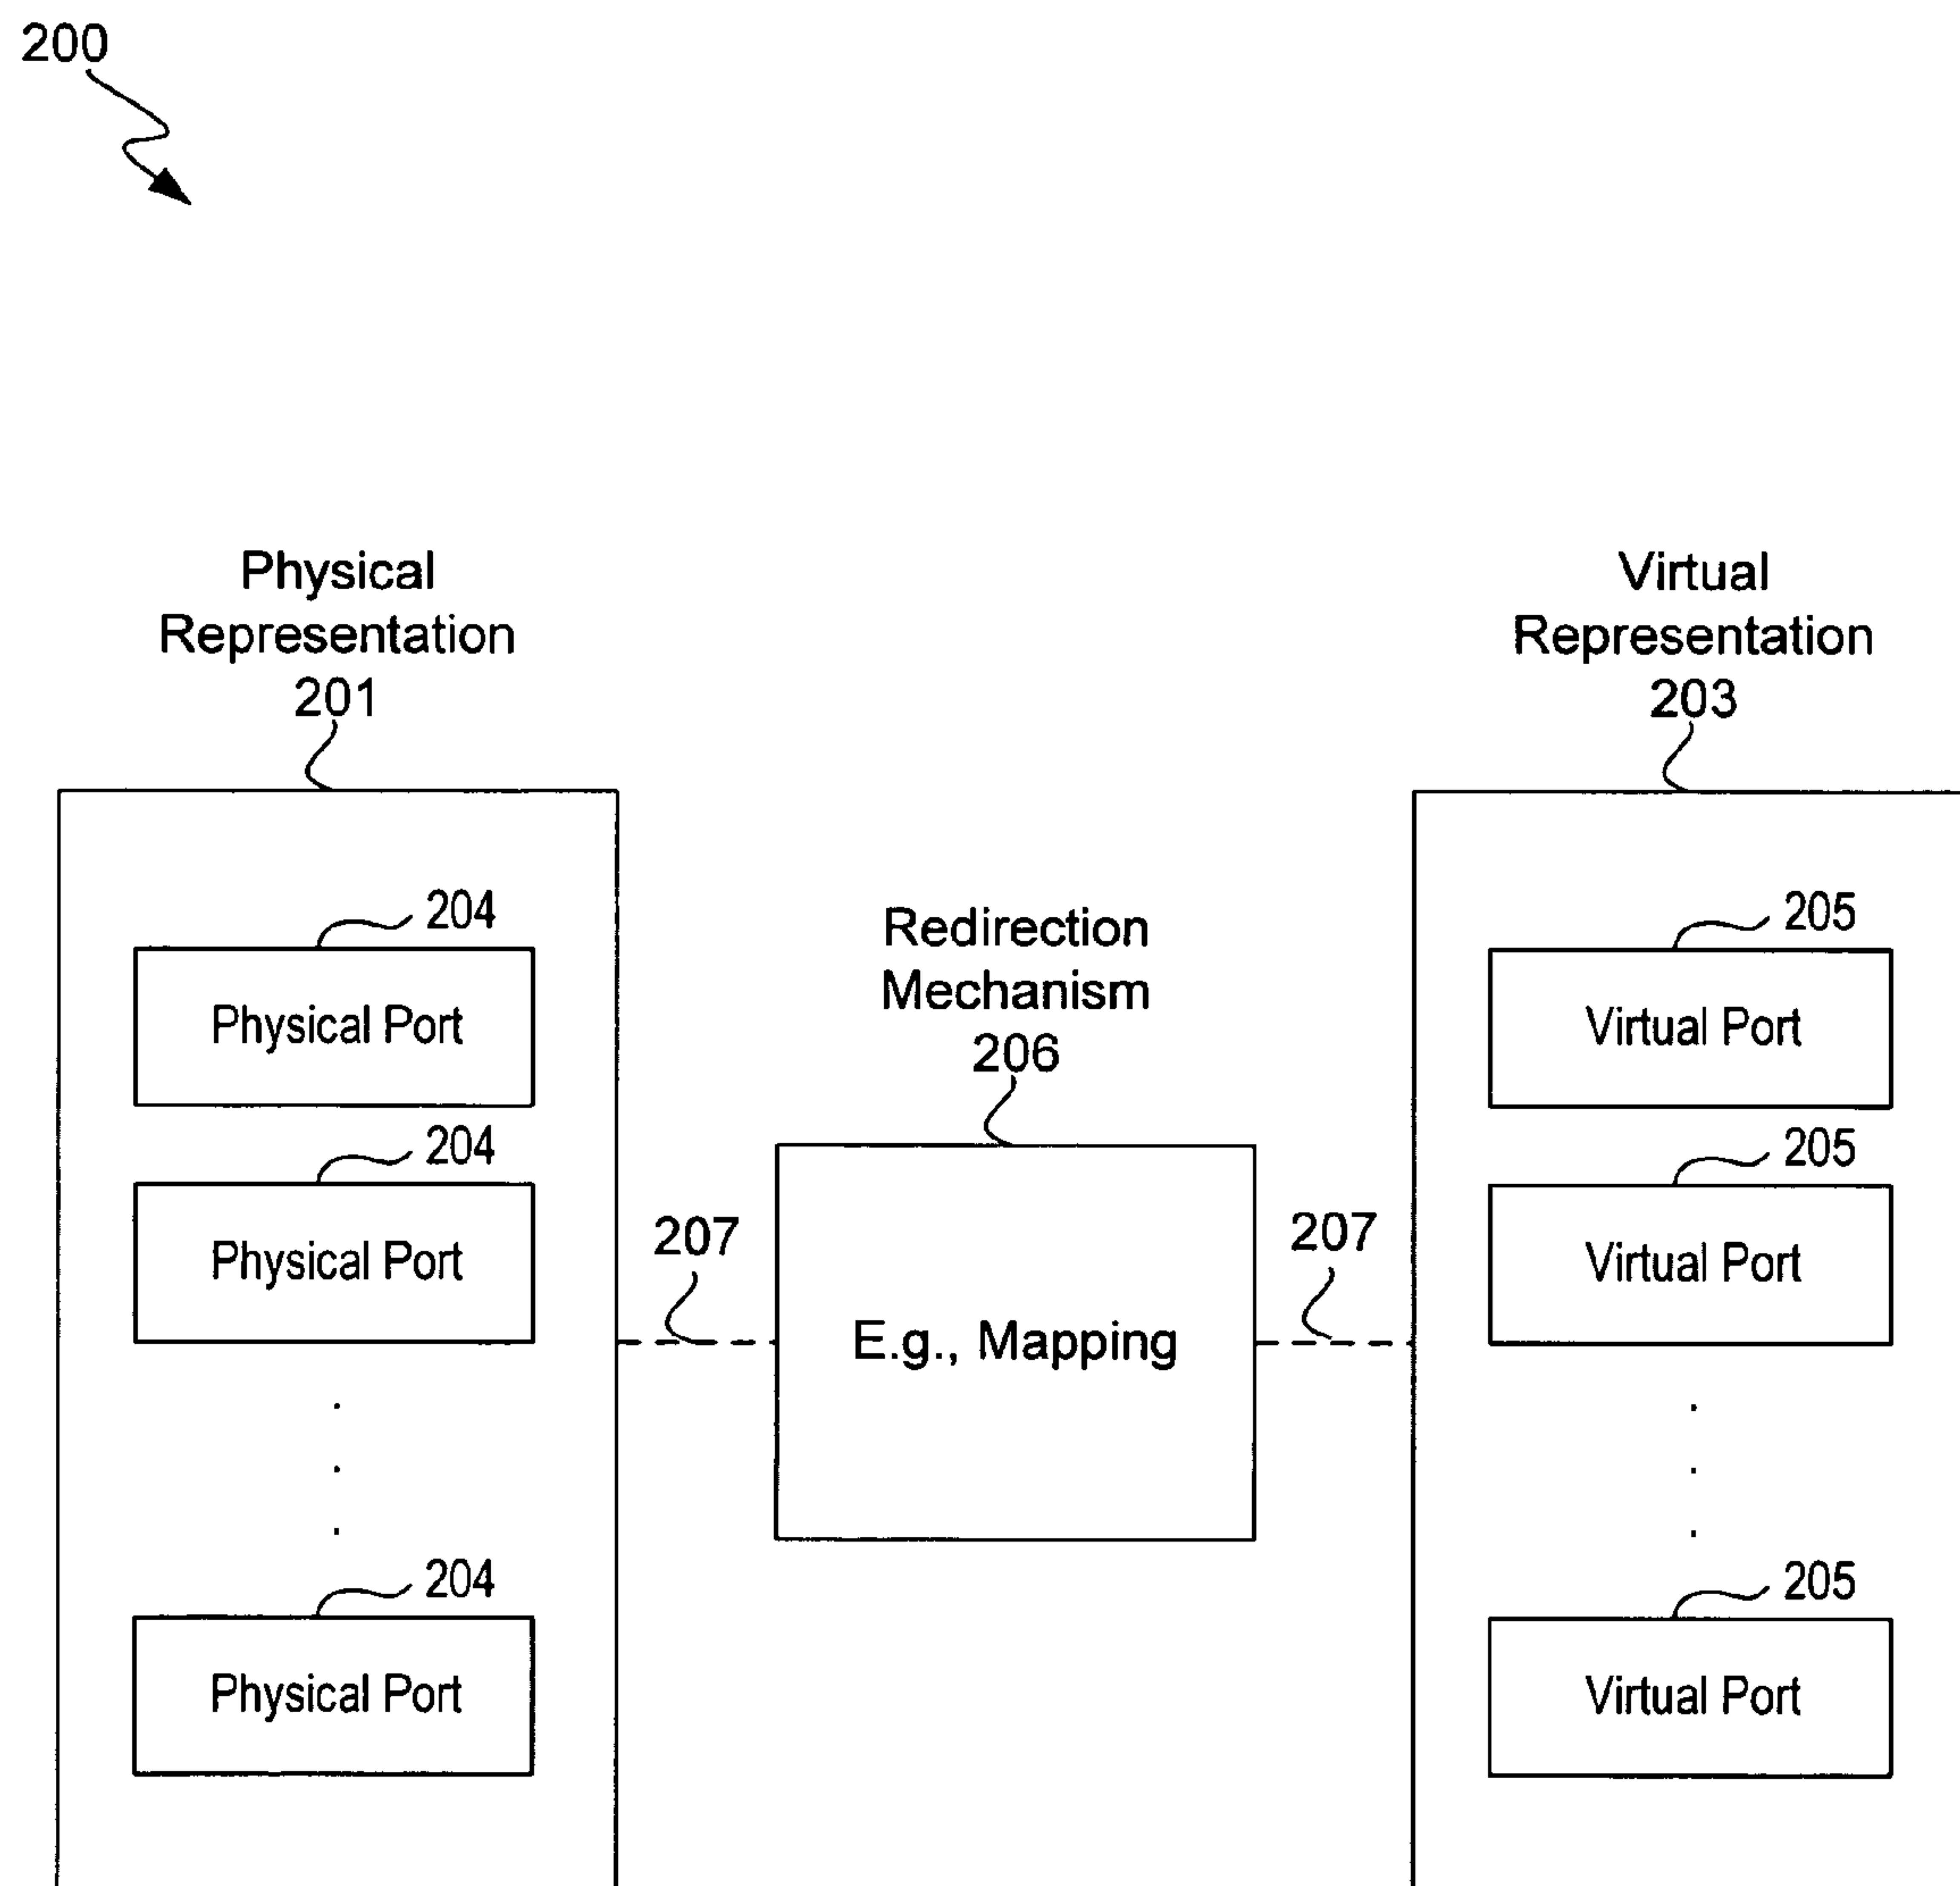 200
Physical
Representation
201
Virtual
Representation
203
204
Physical Port
204
Physical Port
204
Physical Port
Redirection
Mechanism
206
207
E.g., Mapping
207
205
Virtual Port
205
Virtual Port
205
Virtual Port